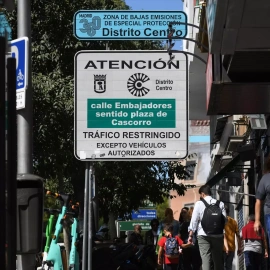 MADRID
ZONA DE BAJAS EMISIONES
DE ESPECIAL PROTECCIÓN
Distrito Centro
ATENCIÓN
Distrito
Centro
calle Embajadores
sentido plaza de
Cascorro
TRÁFICO RESTRINGIDO
EXCEPTO VEHÍCULOS
AUTORIZADOS